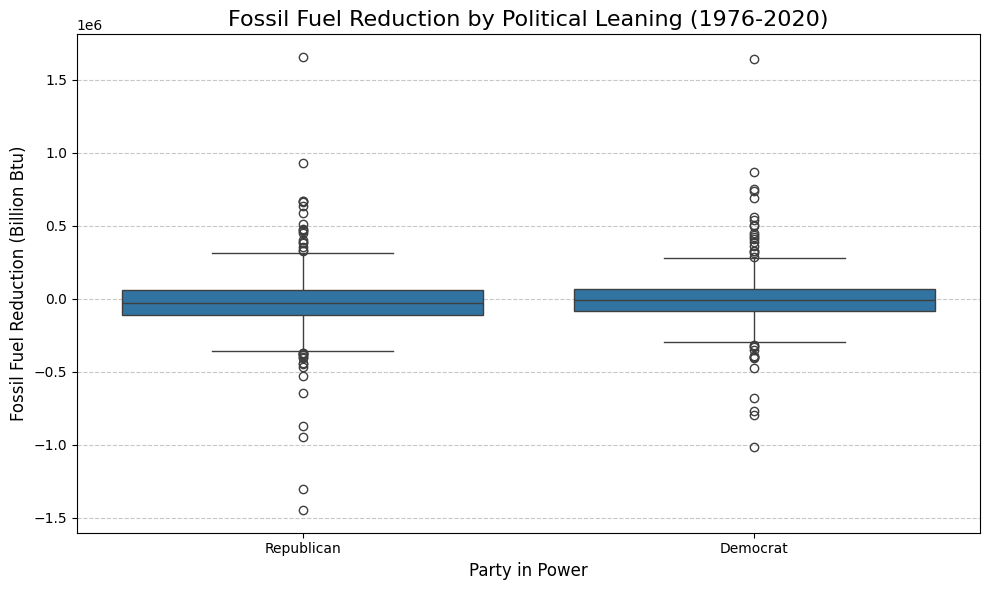 Fossil Fuel Reduction by Political Leaning (1976-2020)
1e6
1.5
1.0
0.5
0.0
−0.5
−1.0
−1.5
Fossil Fuel Reduction (Billion Btu)
Republican
Democrat
Party in Power